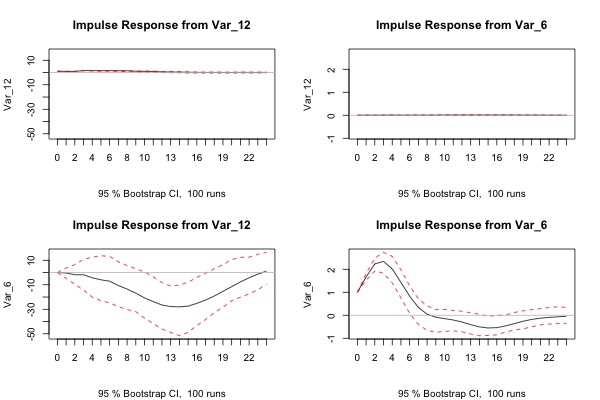 Impulse Response from Var_12
Impulse Response from Var_6
Var_12
10
-10
-30
-50
0 2 4 6 8 10 13 16 19 22
95 % Bootstrap CI, 100 runs
Var_12
2
1
0
-1
0 2 4 6 8 10 13 16 19 22
95 % Bootstrap CI, 100 runs
Impulse Response from Var_12
Impulse Response from Var_6
Var_6
10
-10
-30
-50
0 2 4 6 8 10 13 16 19 22
95 % Bootstrap CI, 100 runs
Var_6
2
1
0
-1
0 2 4 6 8 10 13 16 19 22
95 % Bootstrap CI, 100 runs